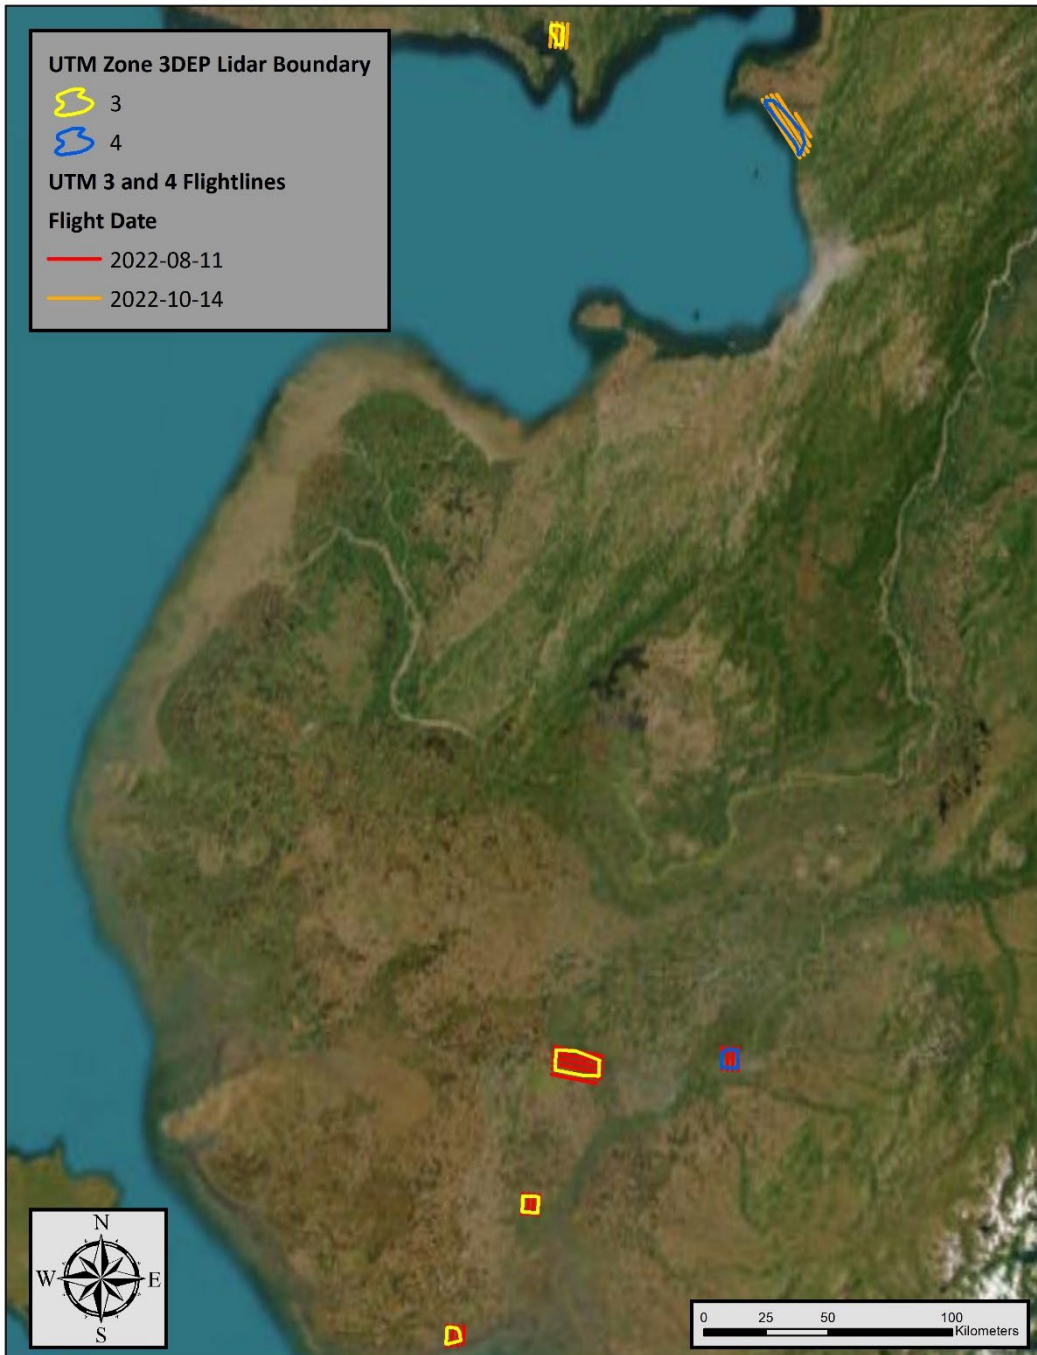 UTM Zone 3DEP Lidar Boundary
3
4
UTM 3 and 4 Flightlines
Flight Date
2022-08-11
2022-10-14
N
W E
S
0 25 50 100
Kilometers